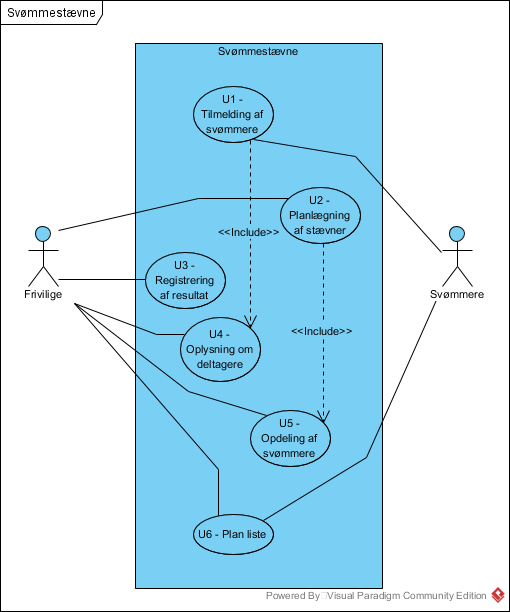 Svømmestævne
Svømmestævne
U1 -
Tilmelding af
svømmere
U2 -
Planlægning
af stævner
<<Include>>
U3 -
Registrering
af resultat
Frivilige
Svømmere
U4 -
Oplysning om
deltagere
<<Include>>
U5 -
Opdeling af
svømmere
U6 - Plan liste
Powered By Visual Paradigm Community Edition